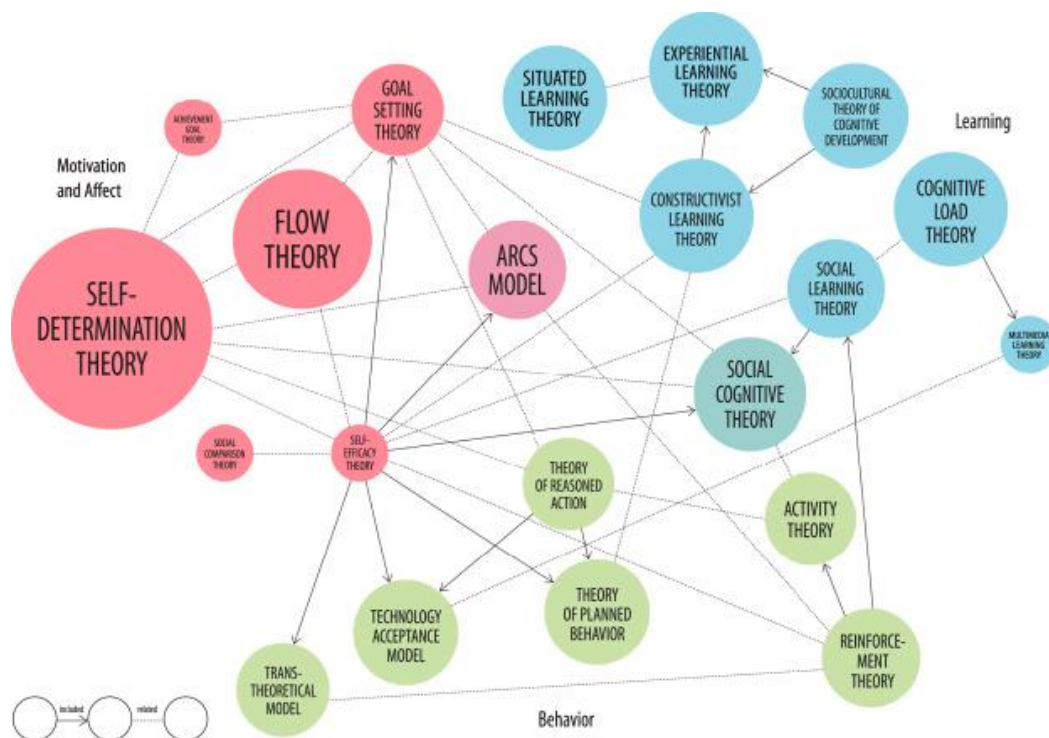 EXPERIENTIAL
LEARNING
THEORY
SITUATED
LEARNING
THEORY
GOAL
SETTING
THEORY
SOCIOCULTURAL
THEORY OF
COGNITIVE
DEVELOPMENT
ACHIEVEMENT
GOAL
THEORY
Learning
Motivation
and Affect
CONSTRUCTIVIST
LEARNING
THEORY
COGNITIVE
LOAD
THEORY
FLOW
THEORY
ARCS
MODEL
SOCIAL
LEARNING
THEORY
SELF-
DETERMINATION
THEORY
MULTIMEDIA
LEARNING
THEORY
SOCIAL
COGNITIVE
THEORY
SOCIAL
COMPARISON
THEORY
SELF-
EFFICACY
THEORY
THEORY
OF REASONED
ACTION
ACTIVITY
THEORY
TECHNOLOGY
ACCEPTANCE
MODEL
THEORY
OF PLANNED
BEHAVIOR
REINFORCE-
MENT
THEORY
TRANS-
THEORETICAL
MODEL
included
related
Behavior